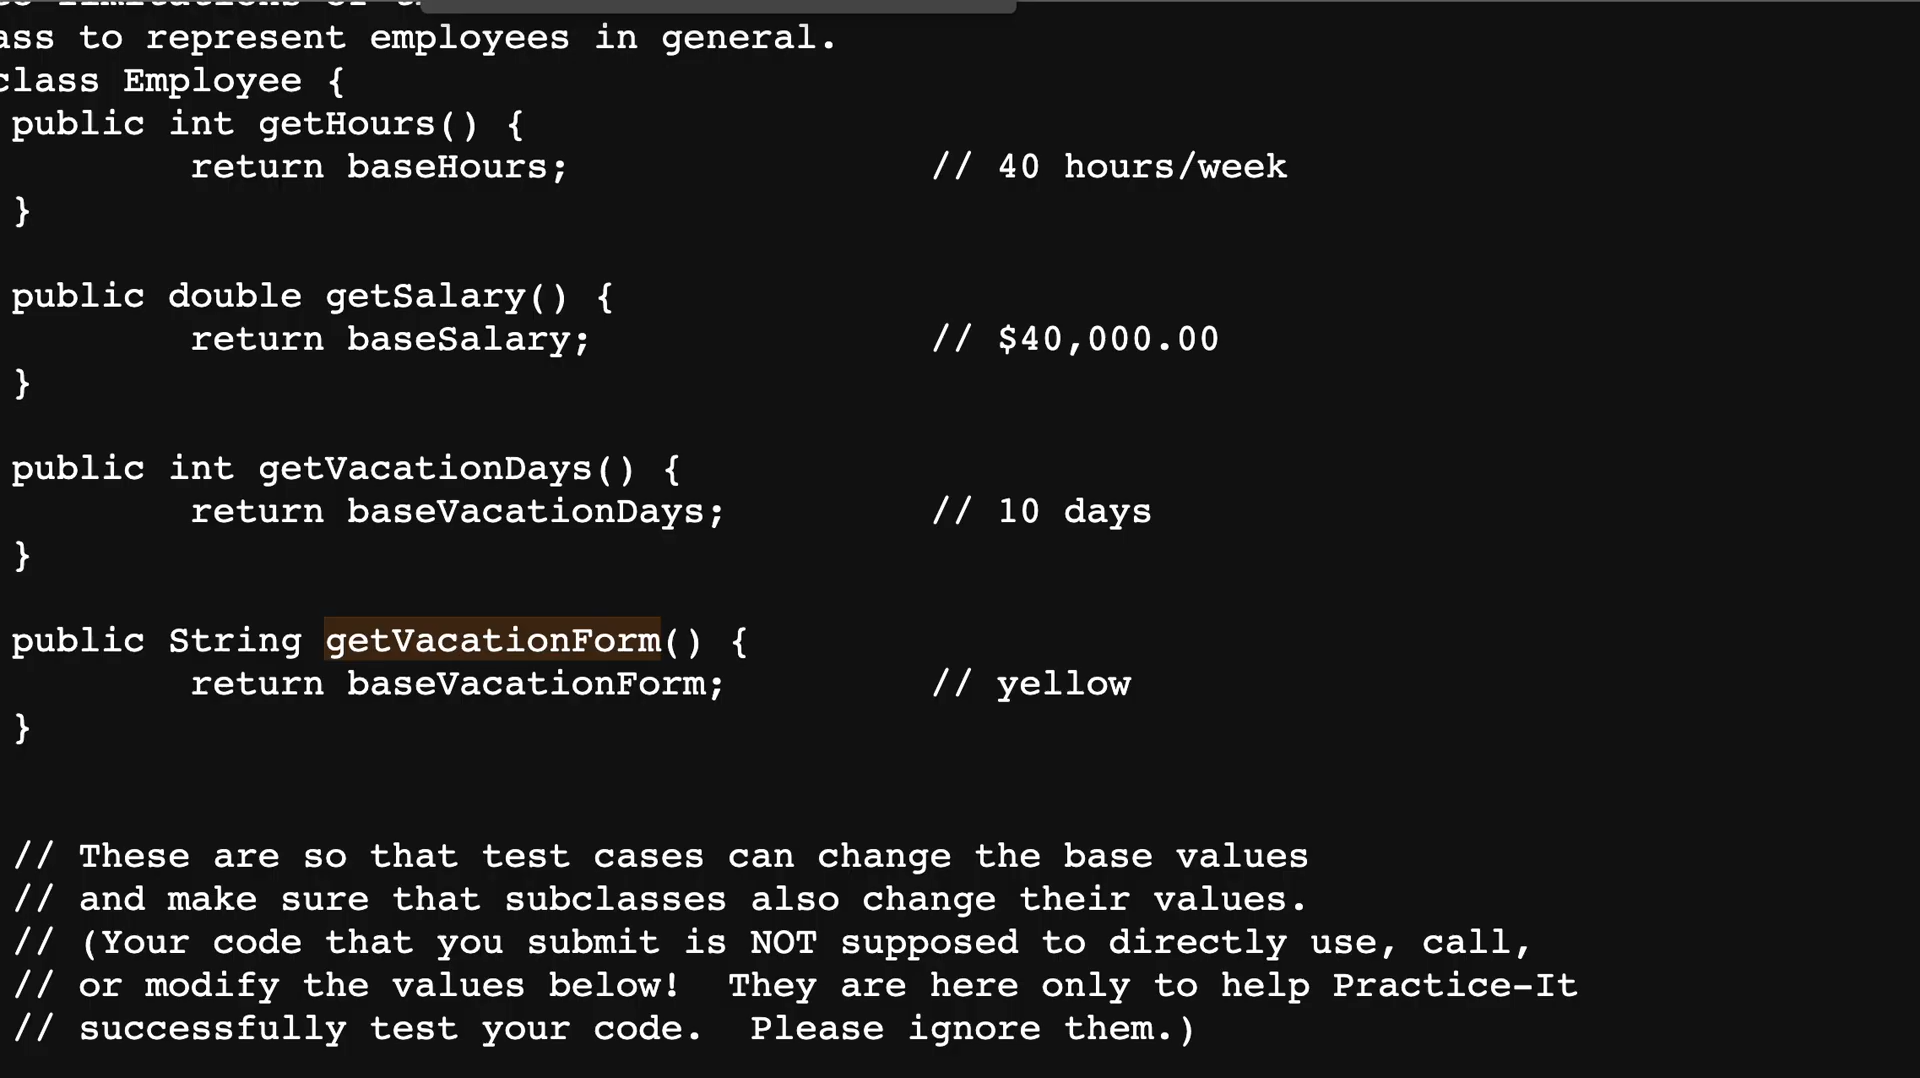 ass to represent employees in general.
class Employee {
public int getHours() {
return baseHours; // 40 hours/week
}
public double getSalary() {
return baseSalary; // $40,000.00
}
public int getVacationDays() {
return baseVacationDays; // 10 days
}
public String getVacationForm() {
return baseVacationForm; // yellow
}
// These are so that test cases can change the base values
// and make sure that subclasses also change their values.
// (Your code that you submit is NOT supposed to directly use, call,
// or modify the values below! They are here only to help Practice-It
// successfully test your code. Please ignore them.)